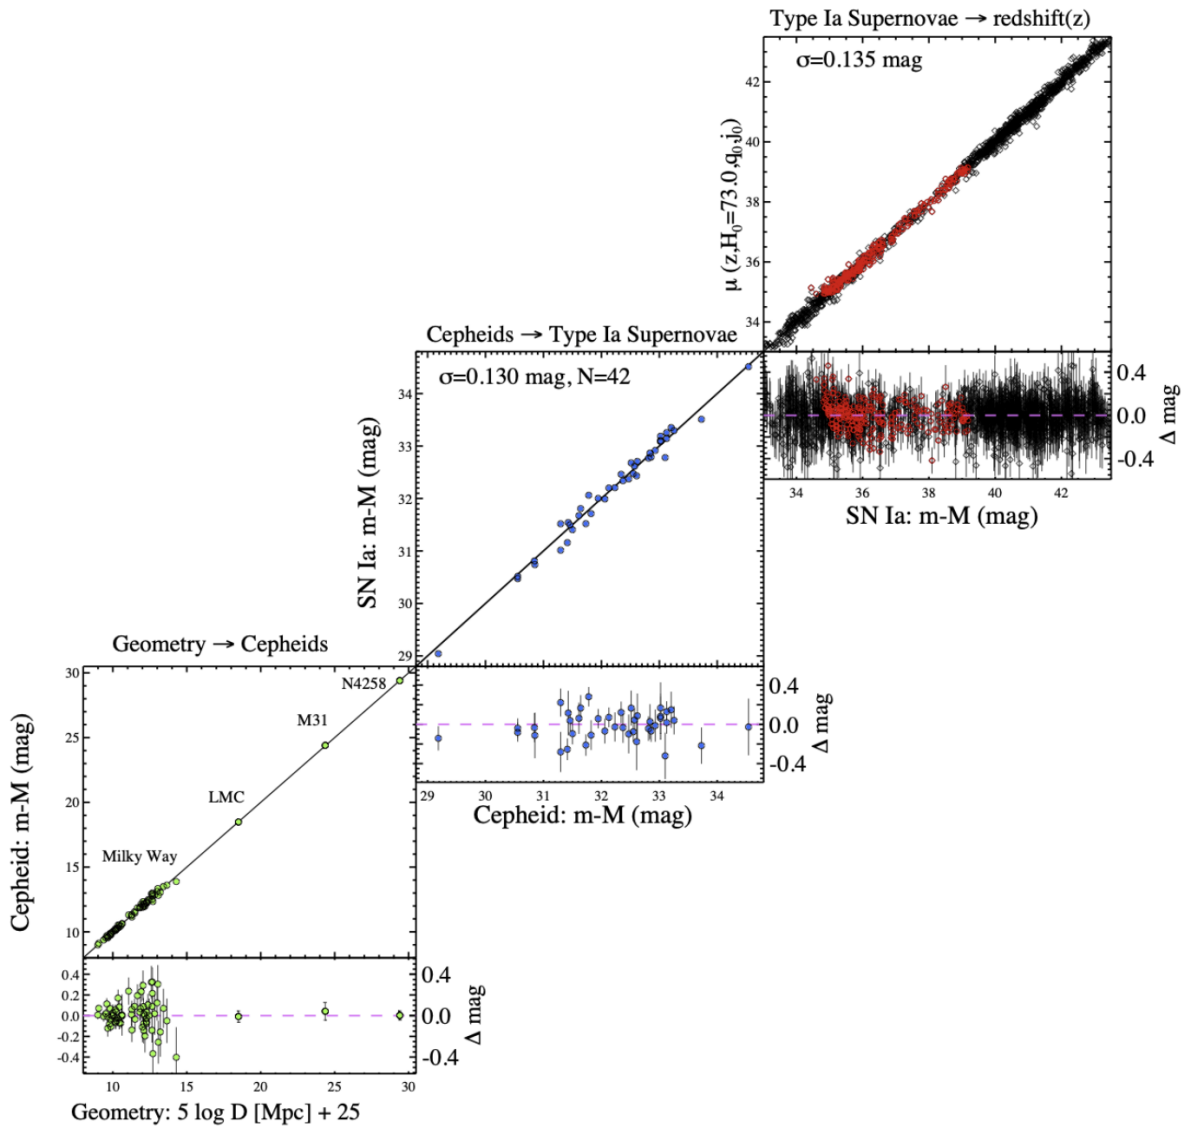 Type Ia Supernovae → redshift(z)
σ=0.135 mag
42
40
38
36
34
μ (z,H₀=73.0,q₀,j₀)
0.4
0.0
-0.4
Δ mag
34 36 38 40 42
SN Ia: m-M (mag)
Cepheids → Type Ia Supernovae
σ=0.130 mag, N=42
34
33
32
31
30
29
SN Ia: m-M (mag)
0.4
0.0
-0.4
Δ mag
29 30 31 32 33 34
Cepheid: m-M (mag)
Geometry → Cepheids
30
25
20
15
10
Cepheid: m-M (mag)
N4258
M31
LMC
Milky Way
0.4
0.2
0.0
-0.2
-0.4
0.4
0.0
-0.4
Δ mag
10 15 20 25 30
Geometry: 5 log D [Mpc] + 25